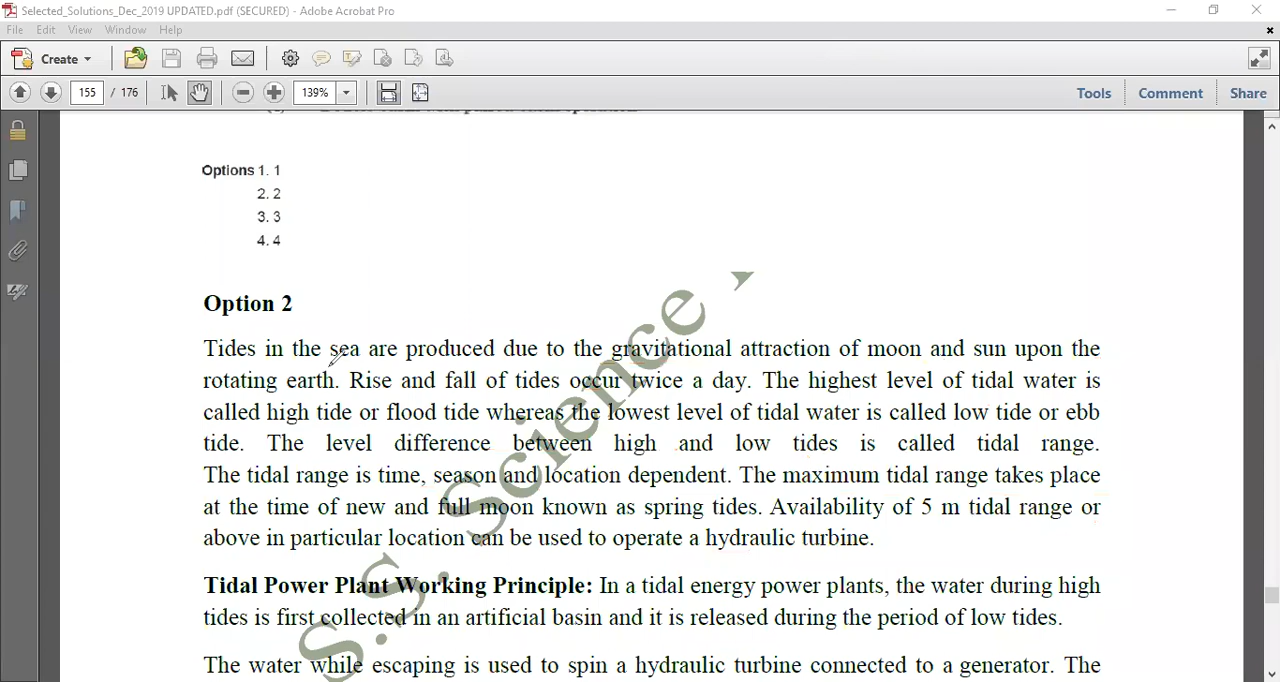 Selected_Solutions_Dec_2019 UPDATED.pdf (SECURED) - Adobe Acrobat Pro
File Edit View Window Help
Create
155 / 176 139% Tools Comment Share
Options 1. 1
2. 2
3. 3
4. 4
Option 2
Tides in the sea are produced due to the gravitational attraction of moon and sun upon the
rotating earth. Rise and fall of tides occur twice a day. The highest level of tidal water is
called high tide or flood tide whereas the lowest level of tidal water is called low tide or ebb
tide. The level difference between high and low tides is called tidal range.
The tidal range is time, season and location dependent. The maximum tidal range takes place
at the time of new and full moon known as spring tides. Availability of 5 m tidal range or
above in particular location can be used to operate a hydraulic turbine.
Tidal Power Plant Working Principle: In a tidal energy power plants, the water during high
tides is first collected in an artificial basin and it is released during the period of low tides.
The water while escaping is used to spin a hydraulic turbine connected to a generator. The
S.S. Science